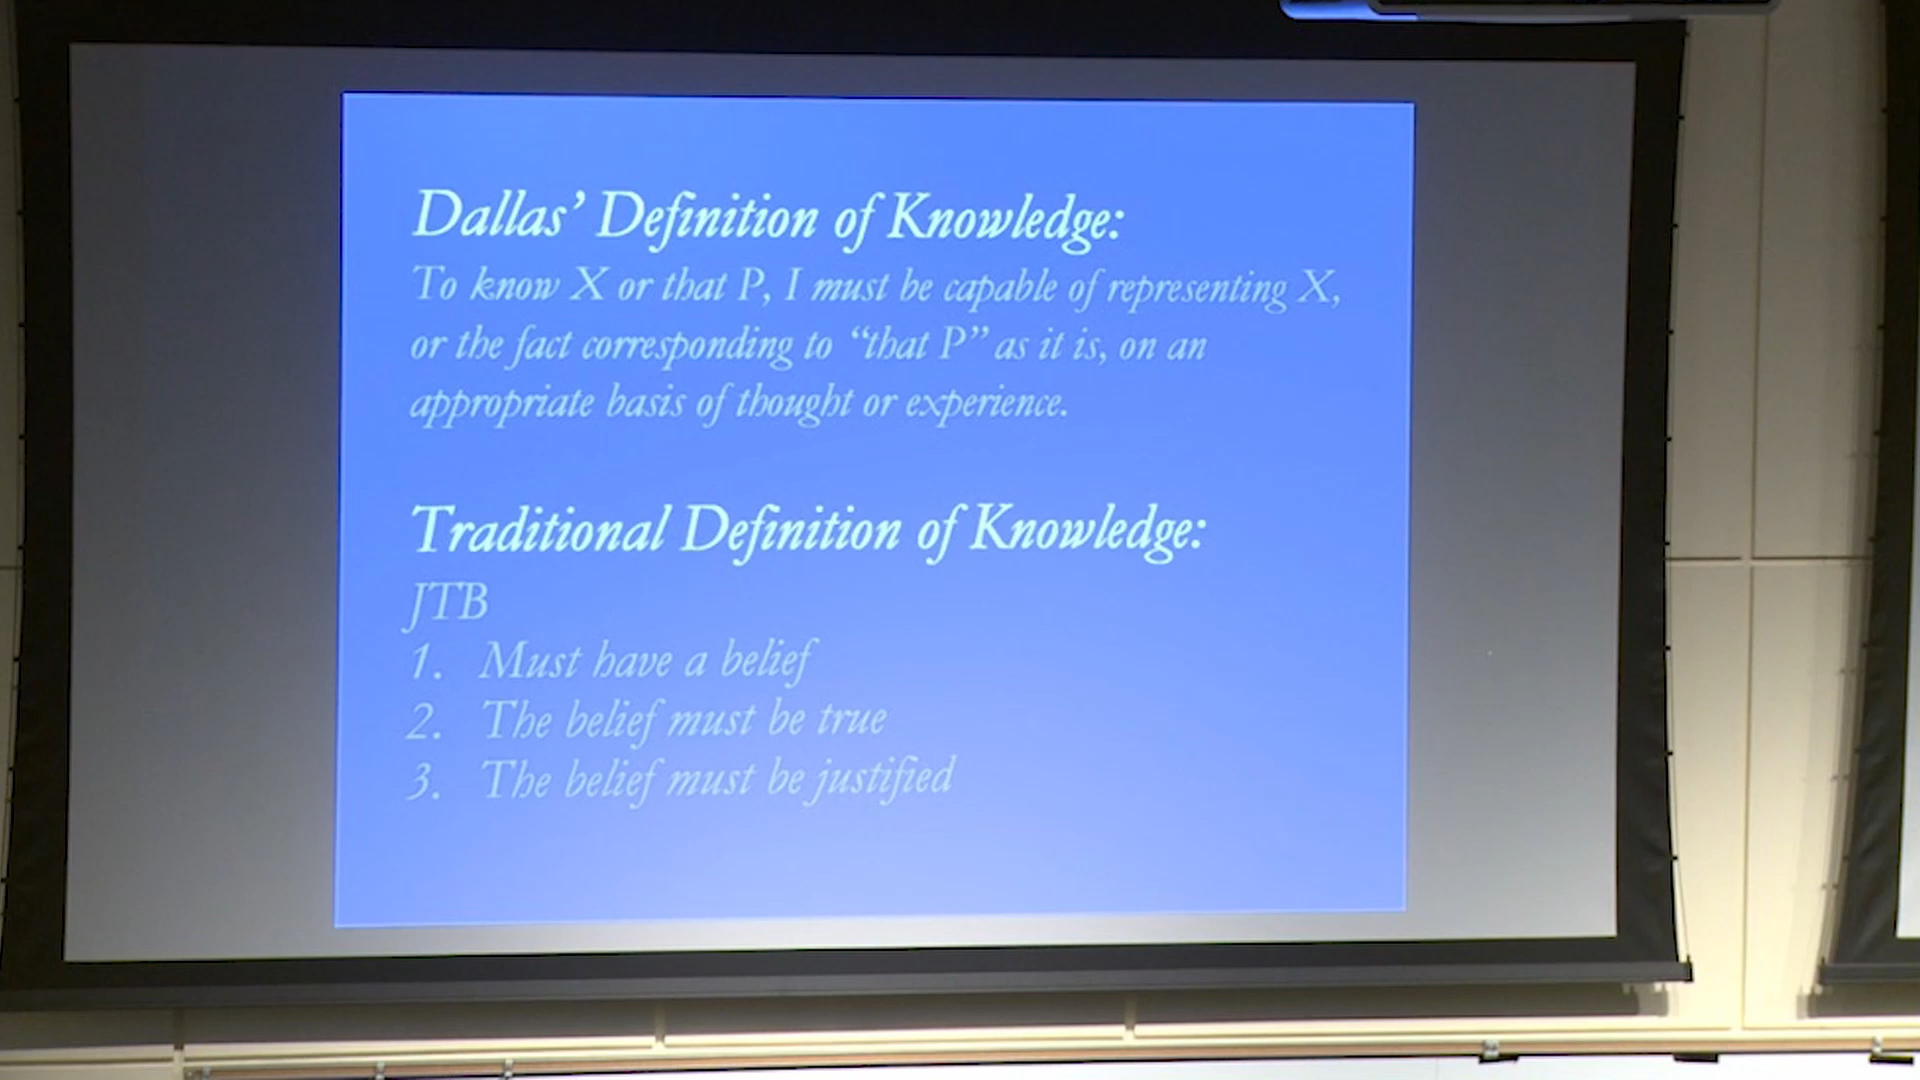 Dallas’ Definition of Knowledge:
To know X or that P, I must be capable of representing X,
or the fact corresponding to “that P” as it is, on an
appropriate basis of thought or experience.
Traditional Definition of Knowledge:
JTB
1. Must have a belief
2. The belief must be true
3. The belief must be justified